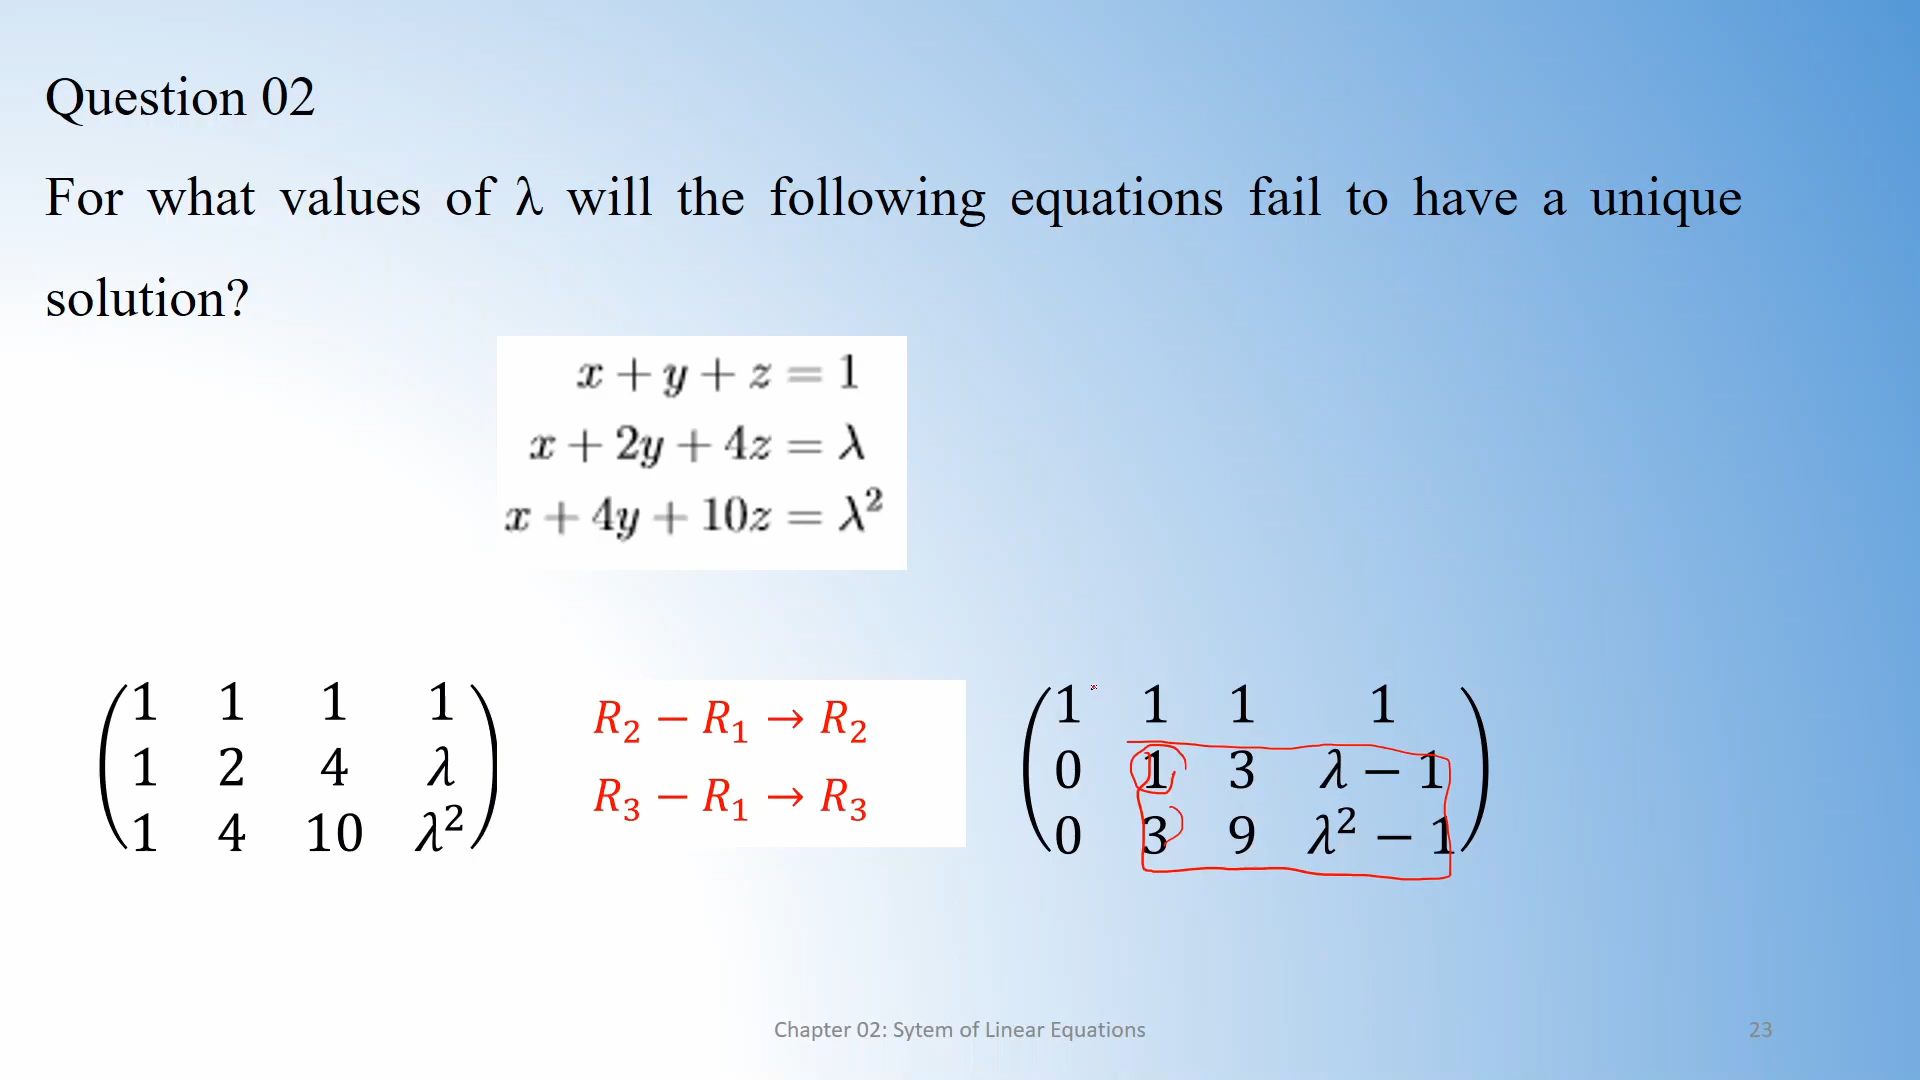 Question 02
For what values of λ will the following equations fail to have a unique
solution?
x + y + z = 1
x + 2y + 4z = λ
x + 4y + 10z = λ²
1 1 1 1
1 2 4 λ
1 4 10 λ²
R₂ − R₁ → R₂
R₃ − R₁ → R₃
1 1 1 1
0 1 3 λ − 1
0 3 9 λ² − 1
Chapter 02: Sytem of Linear Equations
23